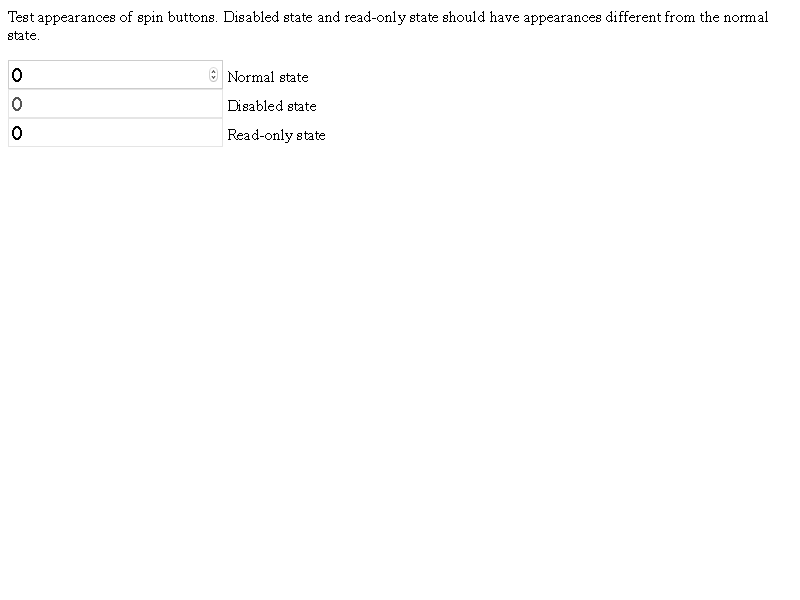 Test appearances of spin buttons. Disabled state and read-only state should have appearances different from the normal
state.
0 Normal state
0 Disabled state
0 Read-only state